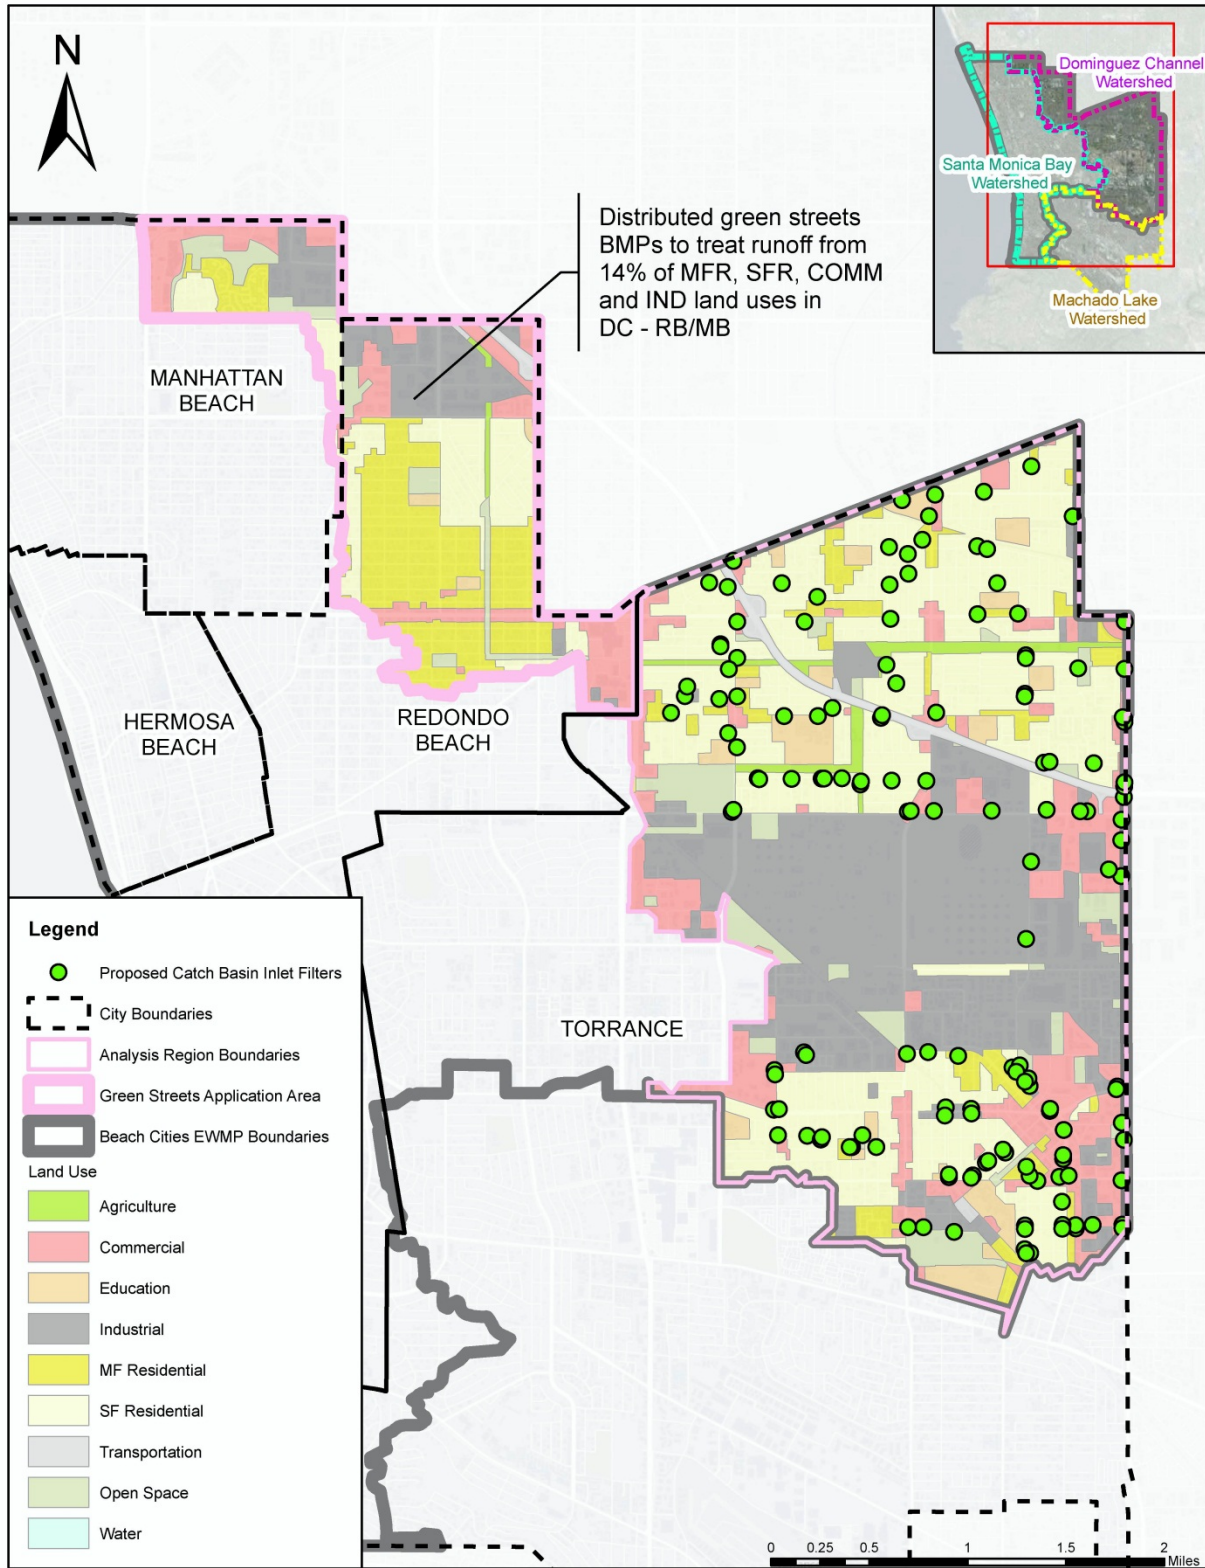 N
Dominguez Channel
Watershed
Santa Monica Bay
Watershed
Machado Lake
Watershed
Distributed green streets
BMPs to treat runoff from
14% of MFR, SFR, COMM
and IND land uses in
DC - RB/MB
MANHATTAN
BEACH
HERMOSA
BEACH
REDONDO
BEACH
TORRANCE
Legend
Proposed Catch Basin Inlet Filters
City Boundaries
Analysis Region Boundaries
Green Streets Application Area
Beach Cities EWMP Boundaries
Land Use
Agriculture
Commercial
Education
Industrial
MF Residential
SF Residential
Transportation
Open Space
Water
0 0.25 0.5 1 1.5 2
Miles